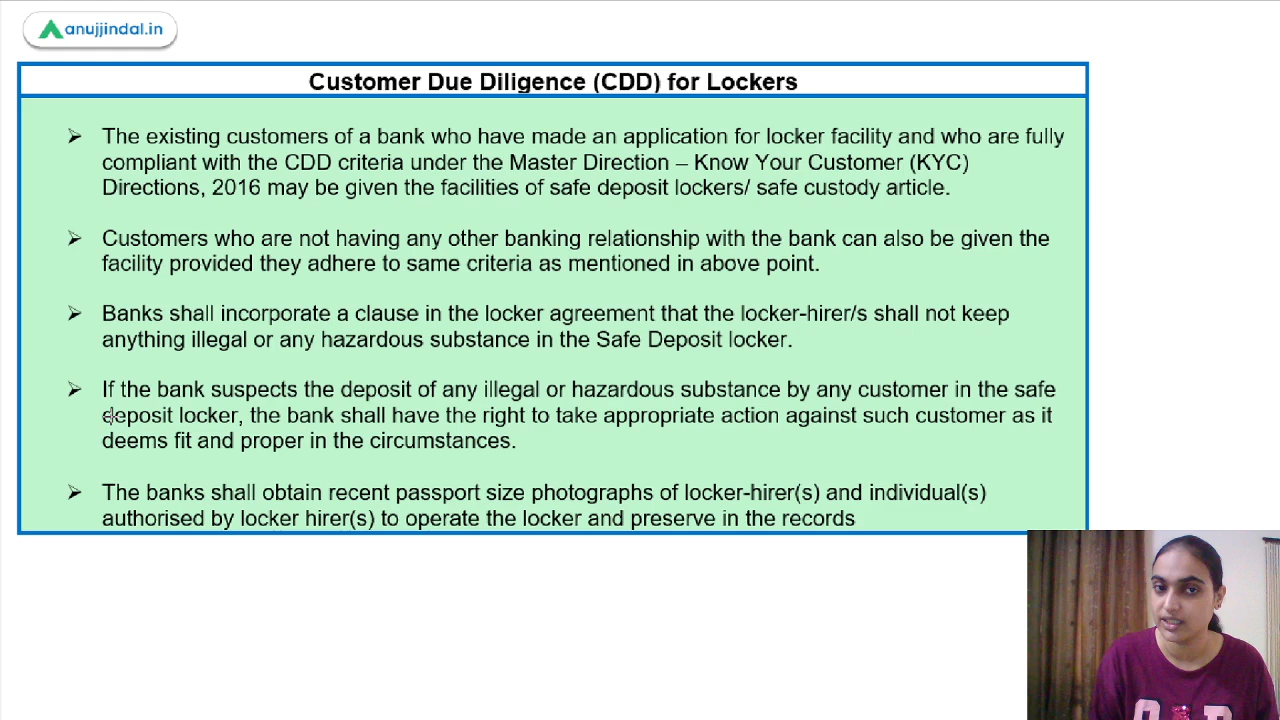 anujjindal.in
Customer Due Diligence (CDD) for Lockers
➢ The existing customers of a bank who have made an application for locker facility and who are fully
compliant with the CDD criteria under the Master Direction – Know Your Customer (KYC)
Directions, 2016 may be given the facilities of safe deposit lockers/ safe custody article.
➢ Customers who are not having any other banking relationship with the bank can also be given the
facility provided they adhere to same criteria as mentioned in above point.
➢ Banks shall incorporate a clause in the locker agreement that the locker-hirer/s shall not keep
anything illegal or any hazardous substance in the Safe Deposit locker.
➢ If the bank suspects the deposit of any illegal or hazardous substance by any customer in the safe
deposit locker, the bank shall have the right to take appropriate action against such customer as it
deems fit and proper in the circumstances.
➢ The banks shall obtain recent passport size photographs of locker-hirer(s) and individual(s)
authorised by locker hirer(s) to operate the locker and preserve in the records